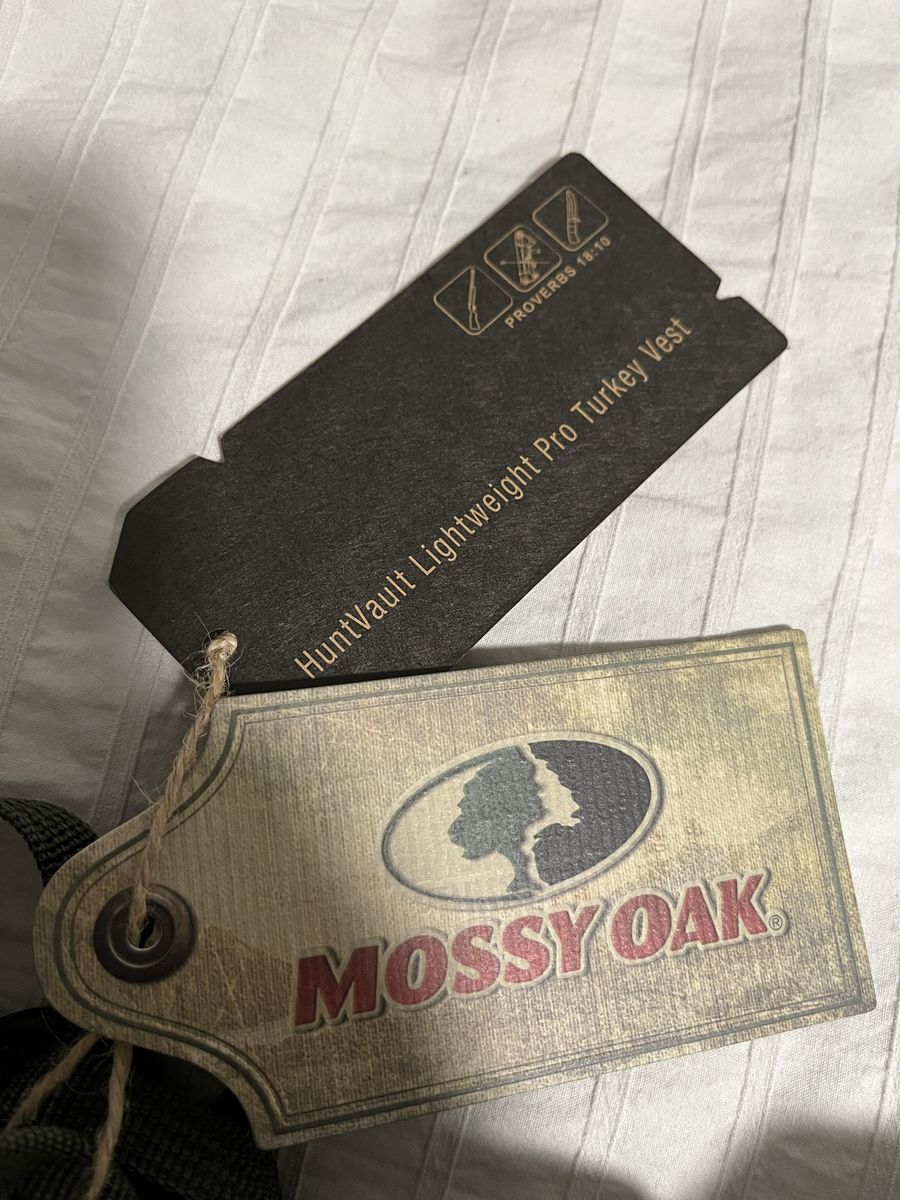 PROVERBS 18:10
HuntVault Lightweight Pro Turkey Vest
MOSSY OAK®